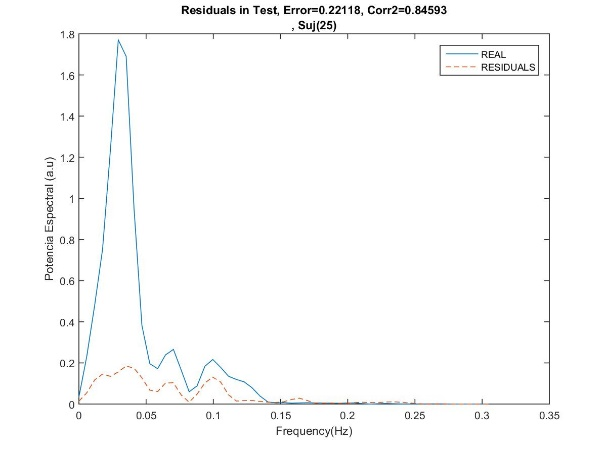 Residuals in Test, Error=0.22118, Corr2=0.84593
, Suj(25)
REAL
RESIDUALS
Potencia Espectral (a.u)
1.8
1.6
1.4
1.2
1
0.8
0.6
0.4
0.2
0
0 0.05 0.1 0.15 0.2 0.25 0.3 0.35
Frequency(Hz)